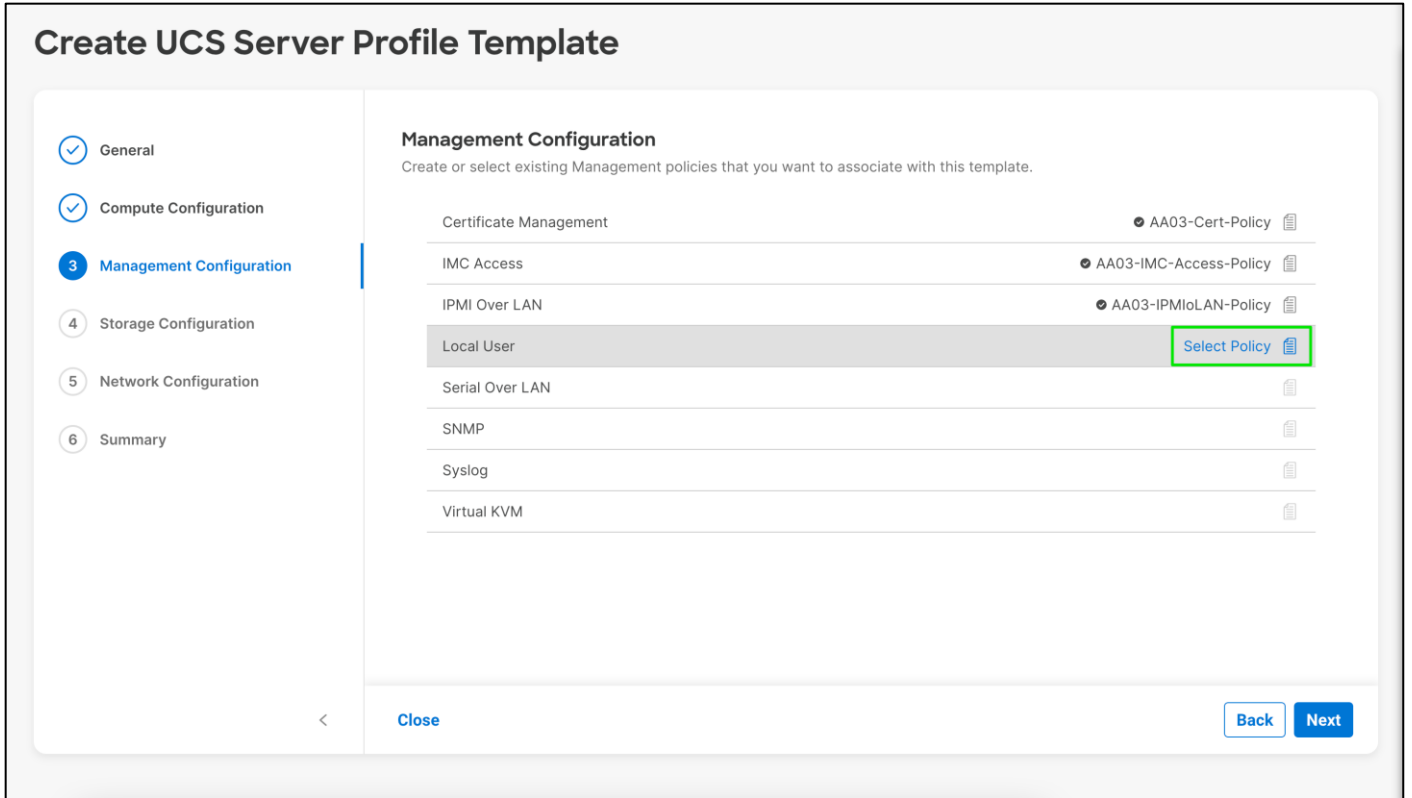 Create UCS Server Profile Template
General
Compute Configuration
3 Management Configuration
4 Storage Configuration
5 Network Configuration
6 Summary
Management Configuration
Create or select existing Management policies that you want to associate with this template.
Certificate Management AA03-Cert-Policy
IMC Access AA03-IMC-Access-Policy
IPMI Over LAN AA03-IPMIoLAN-Policy
Local User Select Policy
Serial Over LAN
SNMP
Syslog
Virtual KVM
< Close Back Next